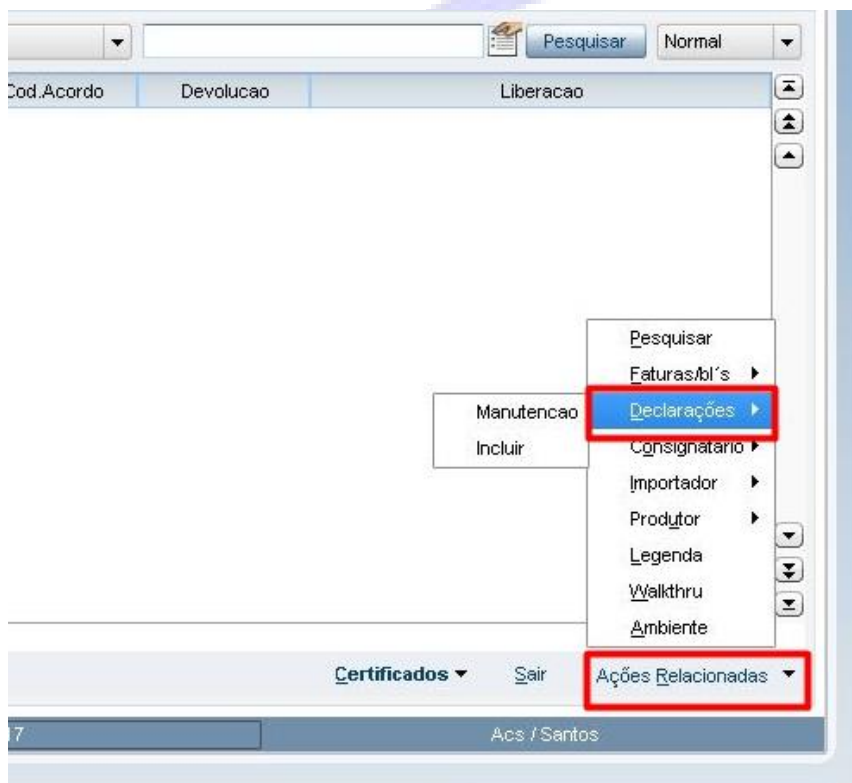 Pesquisar Normal
Cod.Acordo Devolucao Liberacao
Pesquisar
Faturas/bl´s
Manutencao Declarações
Incluir Consignatario
Importador
Produtor
Legenda
Walkthru
Ambiente
Certificados Sair Ações Relacionadas
17 Acs / Santos